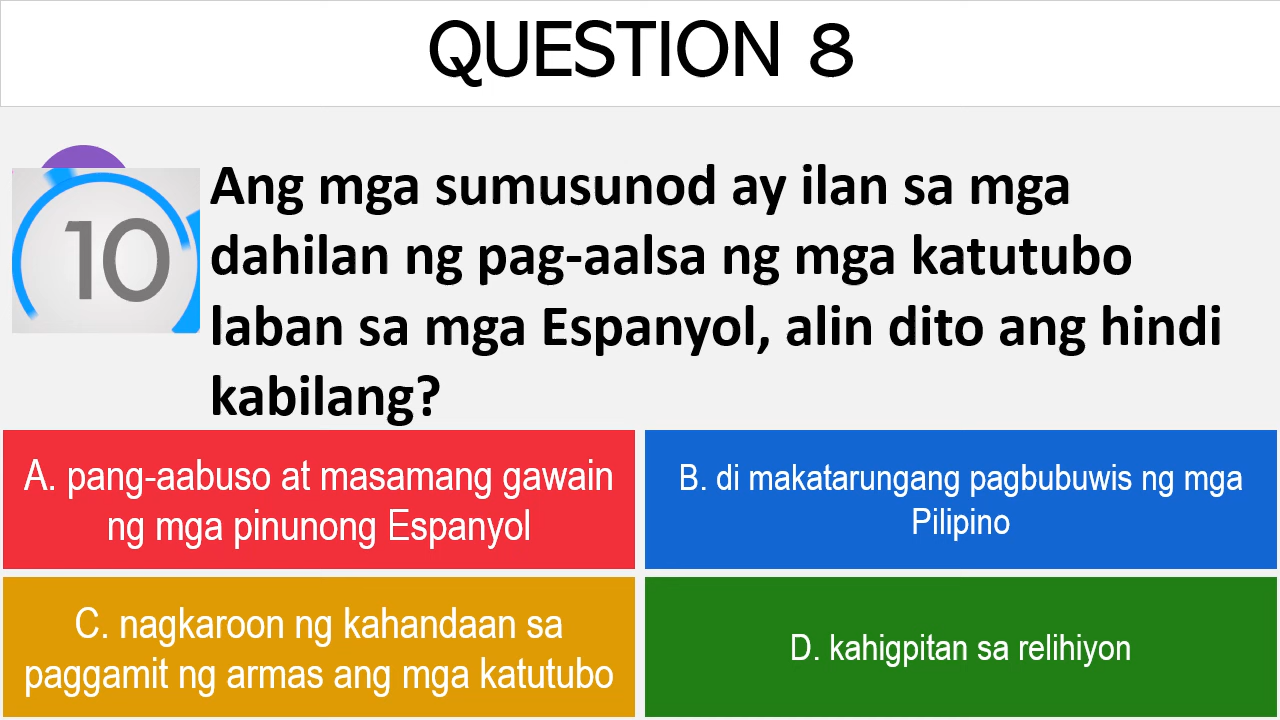 QUESTION 8
10
Ang mga sumusunod ay ilan sa mga
dahilan ng pag-aalsa ng mga katutubo
laban sa mga Espanyol, alin dito ang hindi
kabilang?
A. pang-aabuso at masamang gawain
ng mga pinunong Espanyol
B. di makatarungang pagbubuwis ng mga
Pilipino
C. nagkaroon ng kahandaan sa
paggamit ng armas ang mga katutubo
D. kahigpitan sa relihiyon